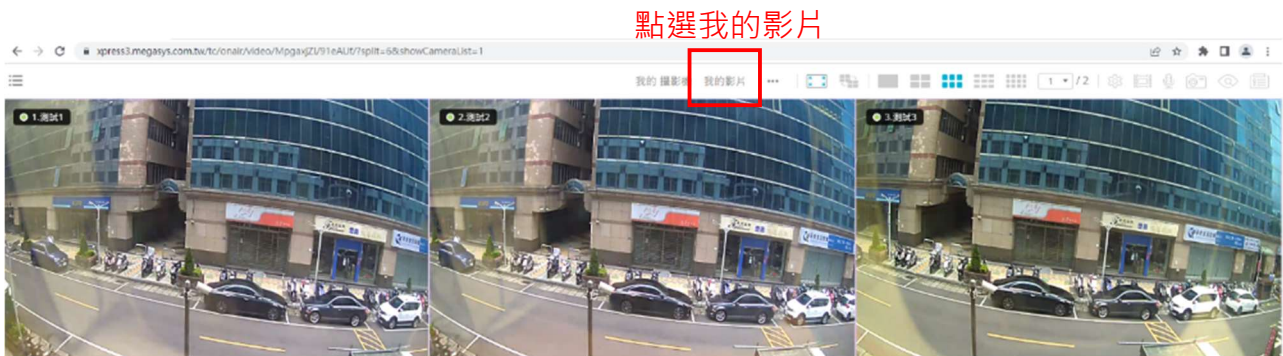 點選我的影片
xpress3.megasys.com.tw/tc/onair/video/MpgaxJZI/91eALIf/?split=6&showCameraList=1
我的 攝影機 我的影片 ••• 1 / 2
1.測試1
2.測試2
3.測試3